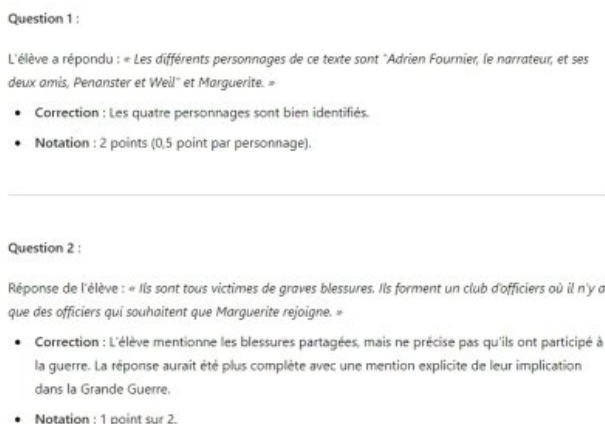 Question 1 :
L'élève a répondu : « Les différents personnages de ce texte sont "Adrien Fournier, le narrateur, et ses
deux amis, Penanster et Weil" et Marguerite. »
• Correction : Les quatre personnages sont bien identifiés.
• Notation : 2 points (0,5 point par personnage).
Question 2 :
Réponse de l'élève : « Ils sont tous victimes de graves blessures. Ils forment un club d'officiers où il n'y a
que des officiers qui souhaitent que Marguerite rejoigne. »
• Correction : L'élève mentionne les blessures partagées, mais ne précise pas qu'ils ont participé à
la guerre. La réponse aurait été plus complète avec une mention explicite de leur implication
dans la Grande Guerre.
• Notation : 1 point sur 2.